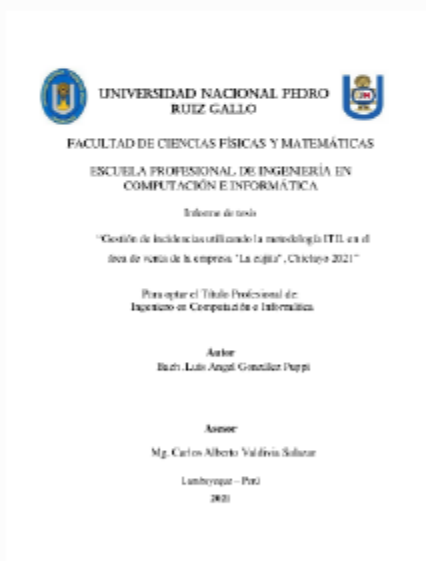 UNIVERSIDAD NACIONAL PEDRO
RUIZ GALLO
FACULTAD DE CIENCIAS FÍSICAS Y MATEMÁTICAS
ESCUELA PROFESIONAL DE INGENIERÍA EN
COMPUTACIÓN E INFORMÁTICA
Informe de tesis
“Gestión de incidencias utilizando la metodología ITIL en el
área de venta de la empresa "La", Chiclayo 2021”
Para optar el Título Profesional de:
Ingeniero en Computación e Informática
Autor
Bach. Luis Angel González Puppi
Asesor
Mg. Carlos Alberto Valdivia Salazar
Lambayeque – Perú
2021